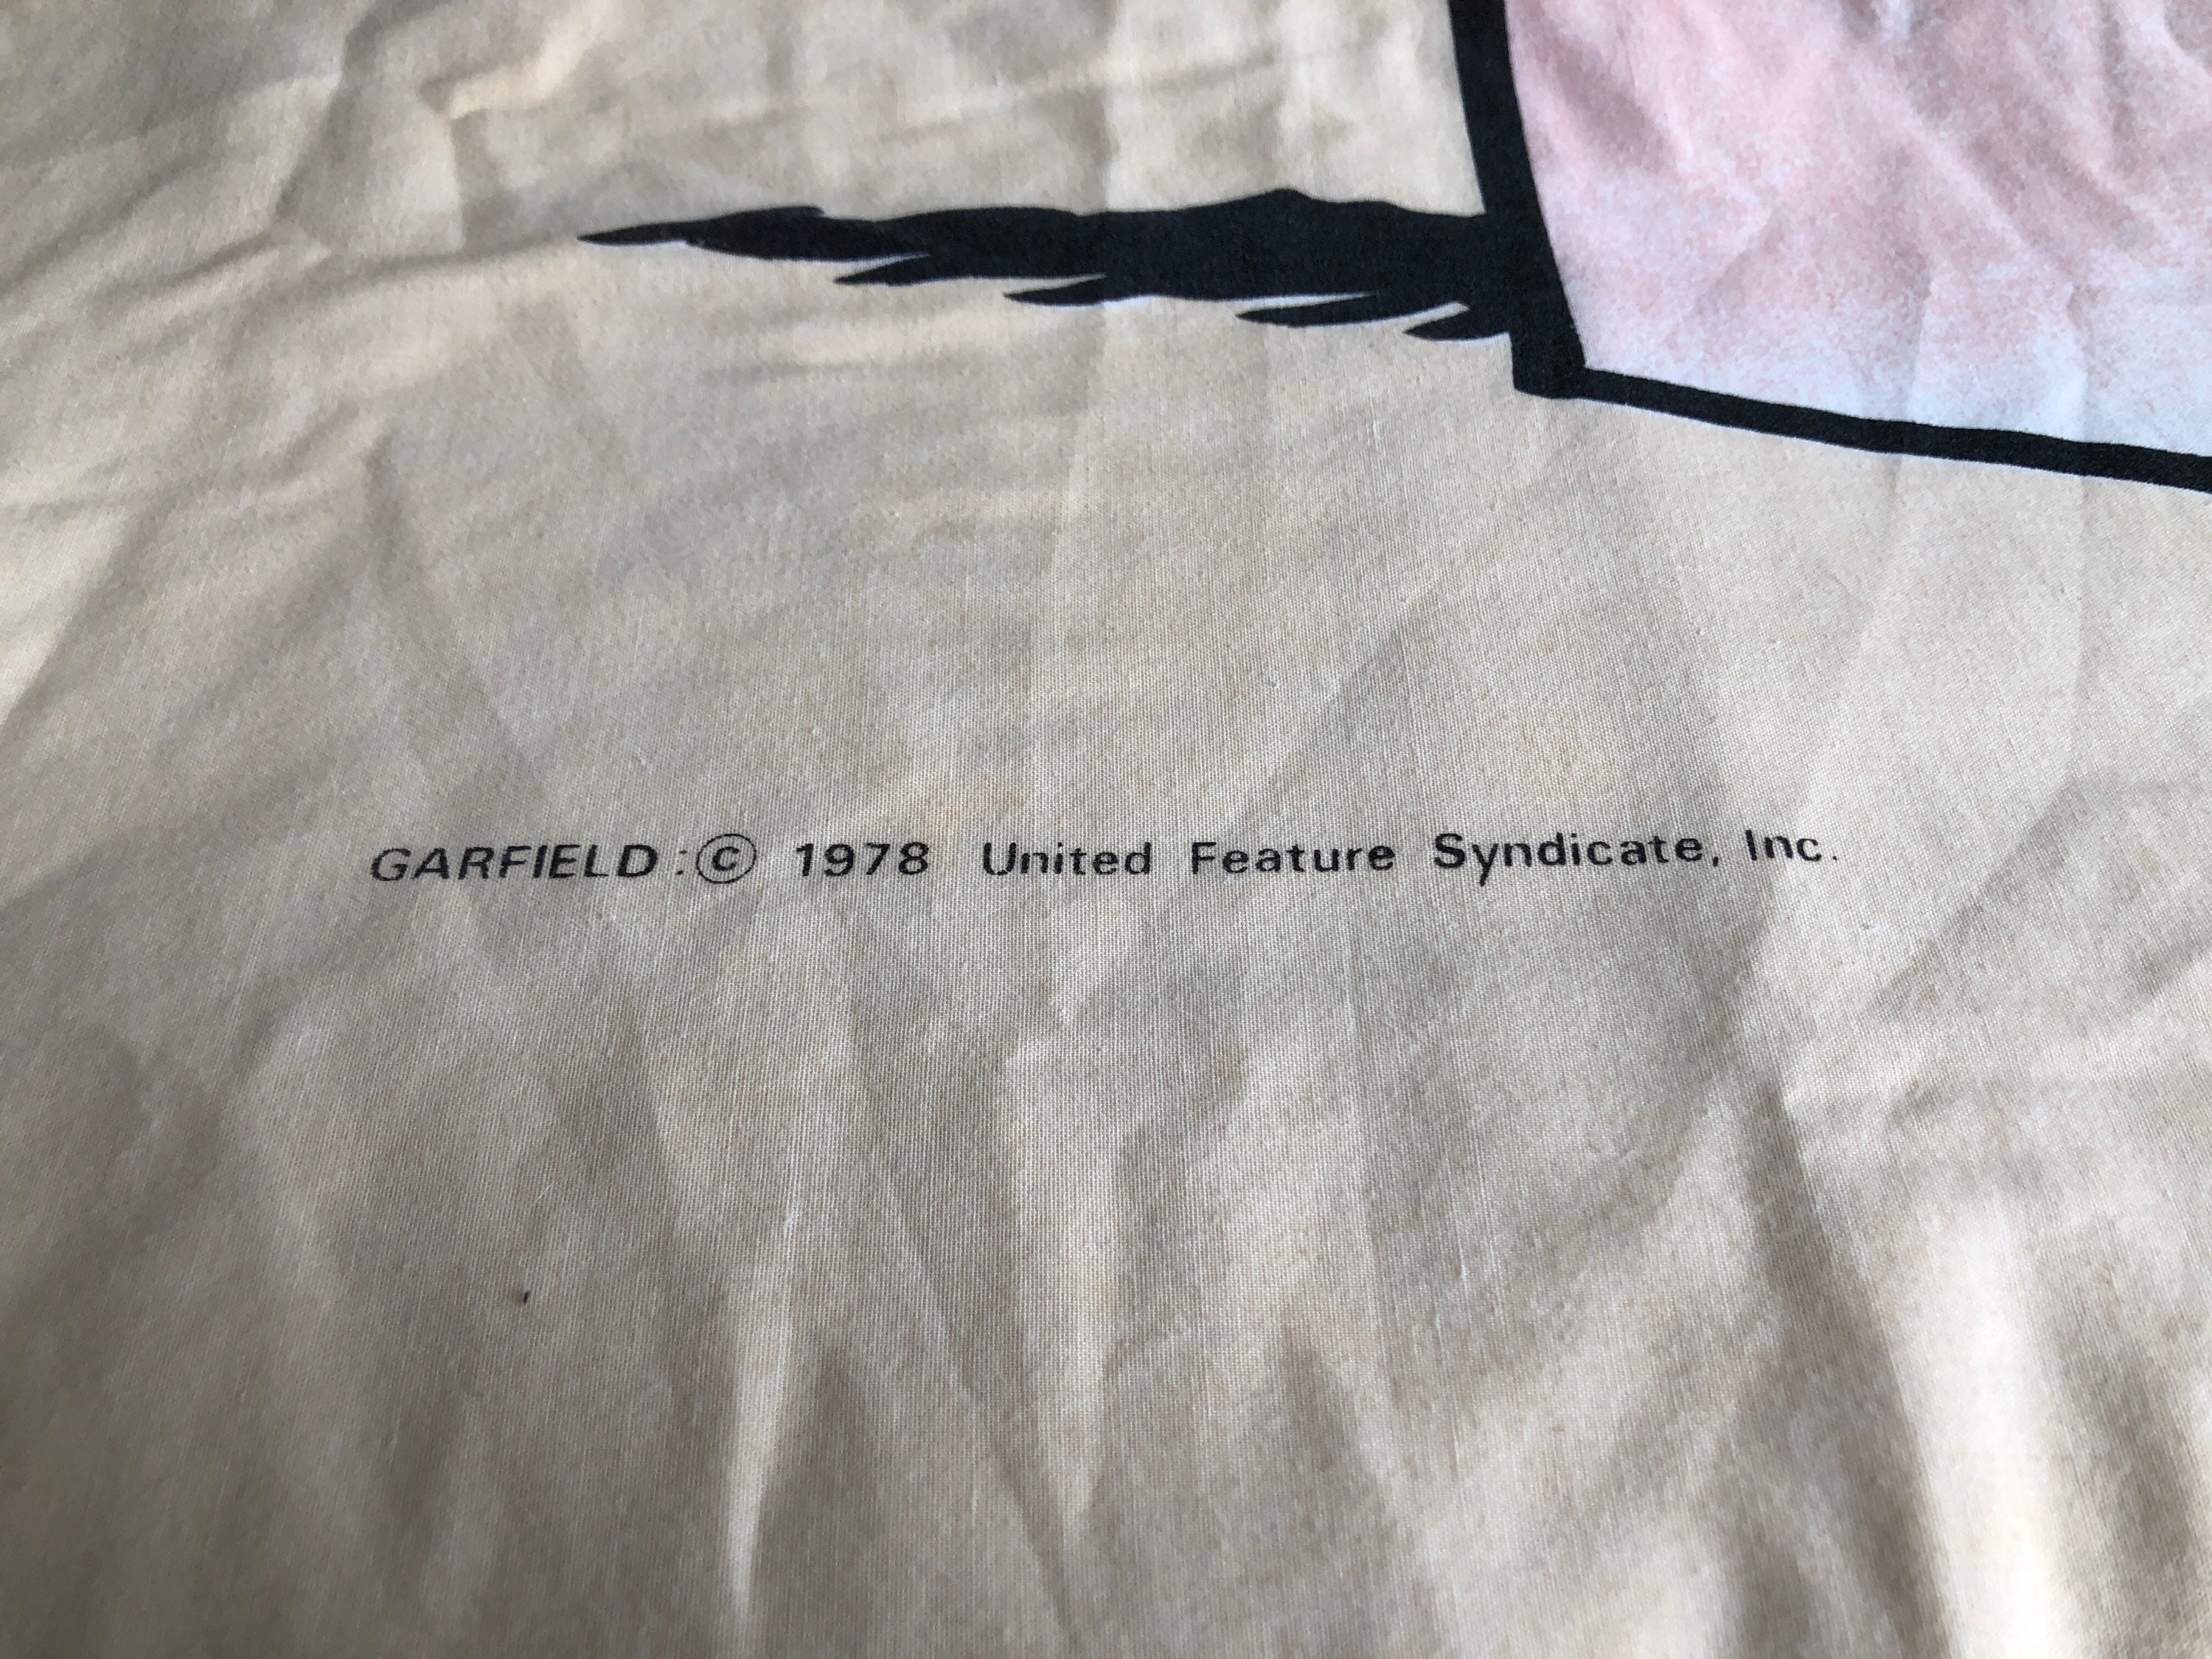 GARFIELD : © 1978 United Feature Syndicate, Inc.